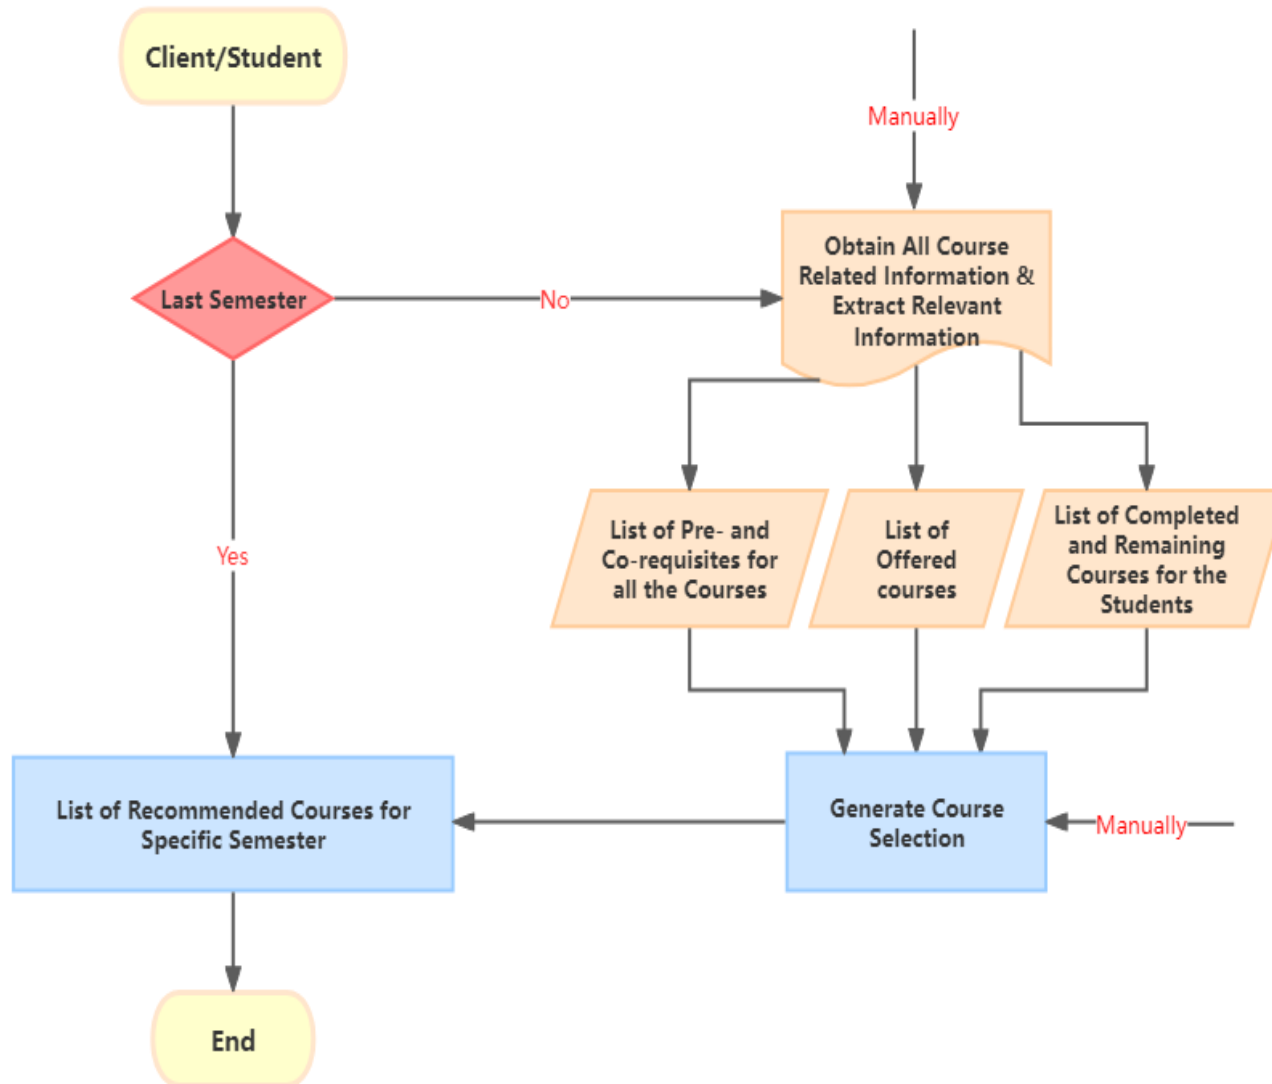 Client/Student
Manually
Obtain All Course
Related Information &
Extract Relevant
Information
Last Semester
No
List of Pre- and
Co-requisites for
all the Courses
List of
Offered
courses
List of Completed
and Remaining
Courses for the
Students
Yes
List of Recommended Courses for
Specific Semester
Generate Course
Selection
Manually
End